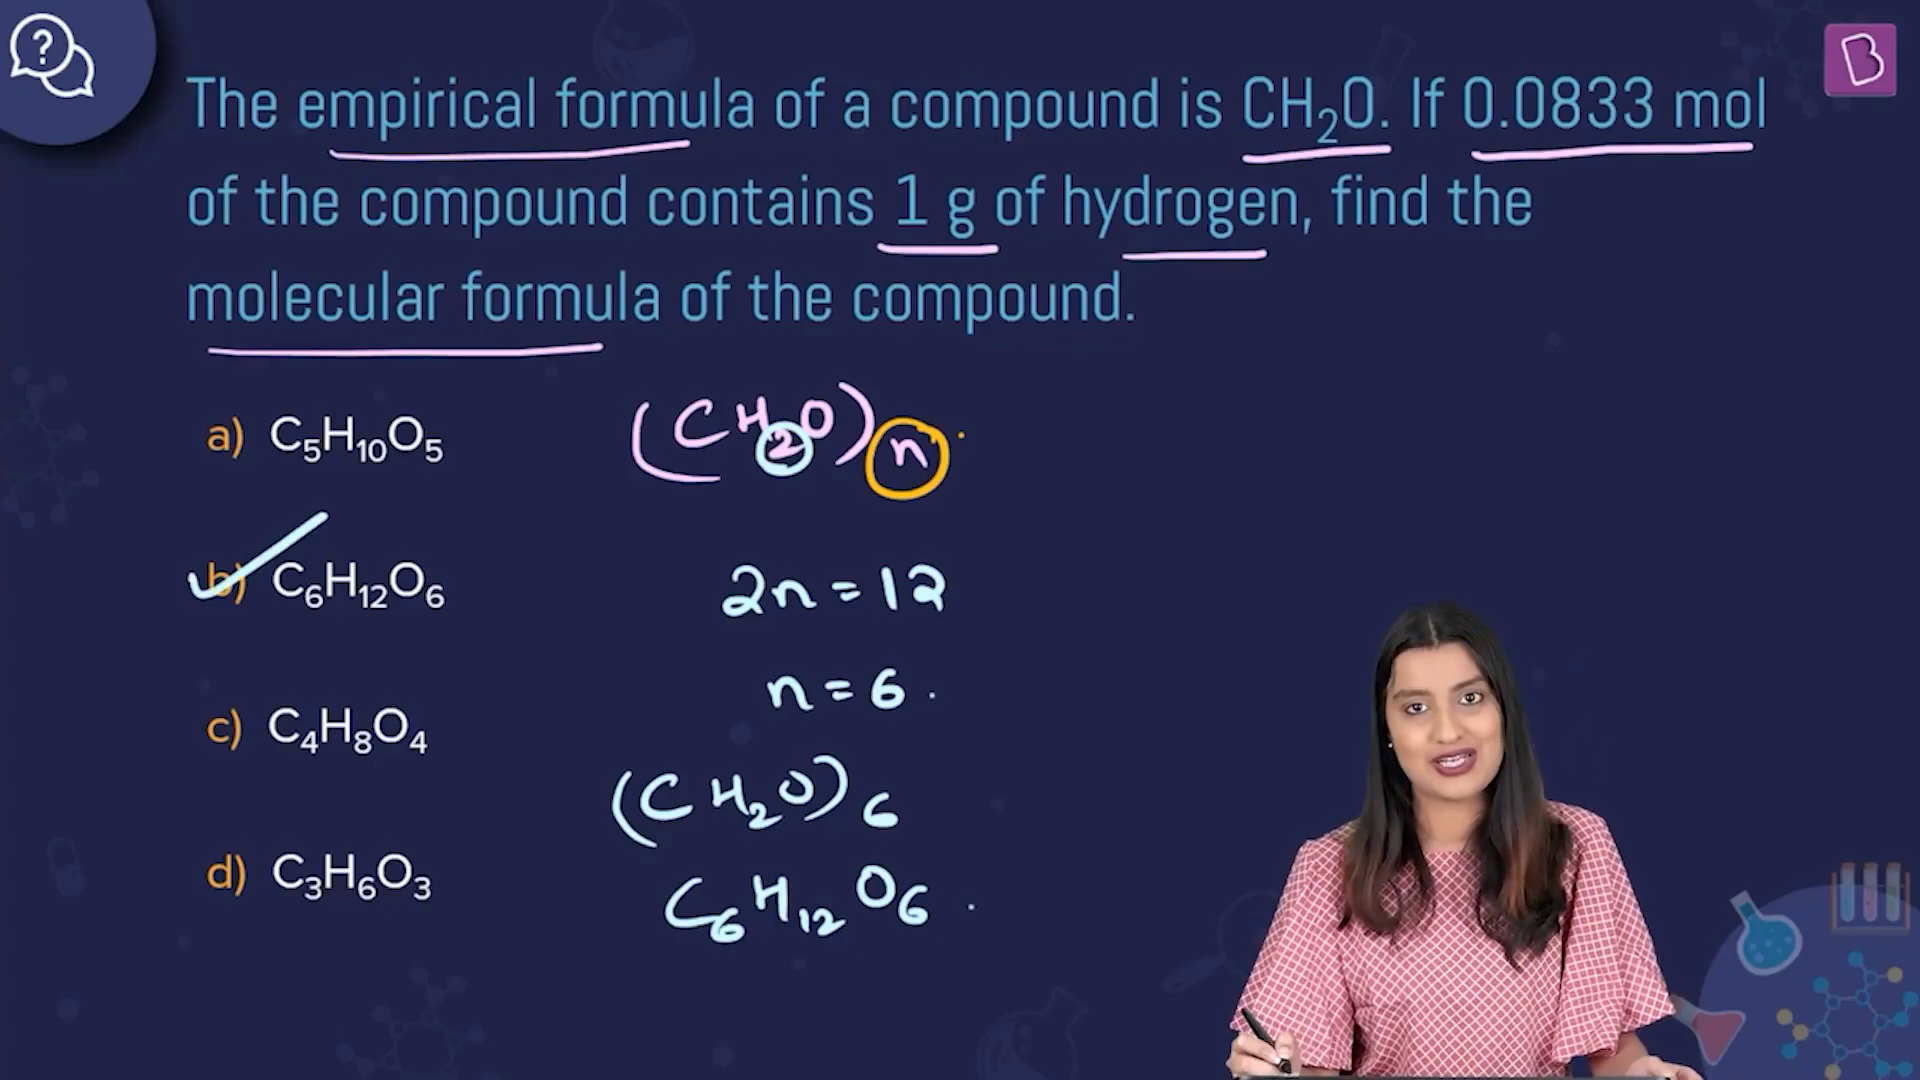 The empirical formula of a compound is CH₂O. If 0.0833 mol
of the compound contains 1 g of hydrogen, find the
molecular formula of the compound.
a) C₅H₁₀O₅
b) C₆H₁₂O₆
c) C₄H₈O₄
d) C₃H₆O₃
(CH₂O)n
2n = 12
n = 6.
(CH₂O)₆
C₆H₁₂O₆.
?
B